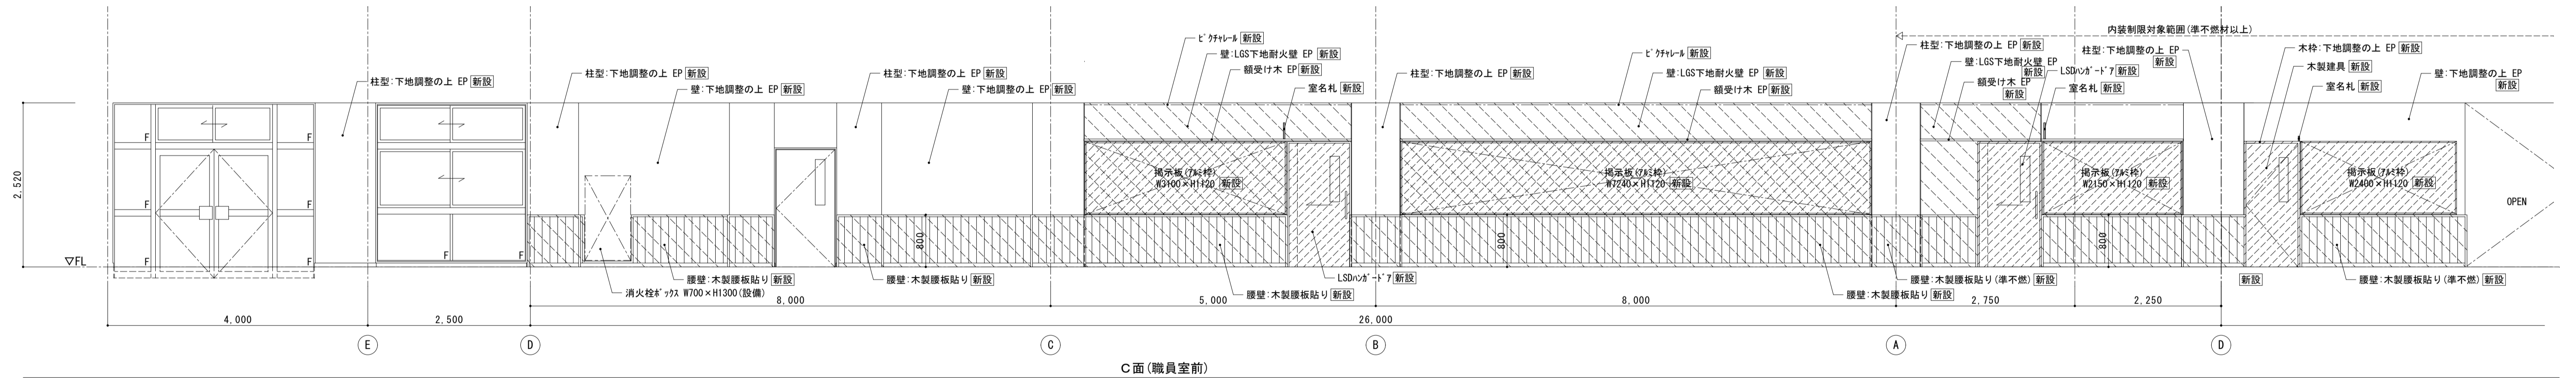 内装制限対象範囲(準不燃材以上)
ﾋﾟｸﾁｬﾚｰﾙ 新設
壁:LGS下地耐火壁 EP 新設
額受け木 EP 新設
室名札 新設
柱型:下地調整の上 EP 新設
柱型:下地調整の上 EP 新設
壁:下地調整の上 EP 新設
柱型:下地調整の上 EP 新設
壁:下地調整の上 EP 新設
柱型:下地調整の上 EP 新設
ﾋﾟｸﾁｬﾚｰﾙ 新設
壁:LGS下地耐火壁 EP 新設
額受け木 EP 新設
柱型:下地調整の上 EP 新設
壁:LGS下地耐火壁 EP
新設
額受け木 EP
新設
LSDﾊﾝｶﾞｰﾄﾞｱ 新設
室名札 新設
柱型:下地調整の上 EP
新設
木枠:下地調整の上 EP 新設
木製建具 新設
室名札 新設
壁:下地調整の上 EP
新設
2,520
▽FL
F
F
F
F
F
F
F
F
掲示板(ｱﾙﾐ枠)
W3100×H1120 新設
掲示板(ｱﾙﾐ枠)
W7240×H1120 新設
掲示板(ｱﾙﾐ枠)
W2150×H1120 新設
掲示板(ｱﾙﾐ枠)
W2400×H1120 新設
OPEN
800
800
800
腰壁:木製腰板貼り 新設
消火栓ﾎﾞｯｸｽ W700×H1300(設備)
腰壁:木製腰板貼り 新設
腰壁:木製腰板貼り 新設
LSDﾊﾝｶﾞｰﾄﾞｱ 新設
腰壁:木製腰板貼り 新設
腰壁:木製腰板貼り(準不燃) 新設
新設
腰壁:木製腰板貼り(準不燃) 新設
8,000
5,000
8,000
2,750
2,250
4,000
2,500
26,000
E
D
C
B
A
D
C面(職員室前)